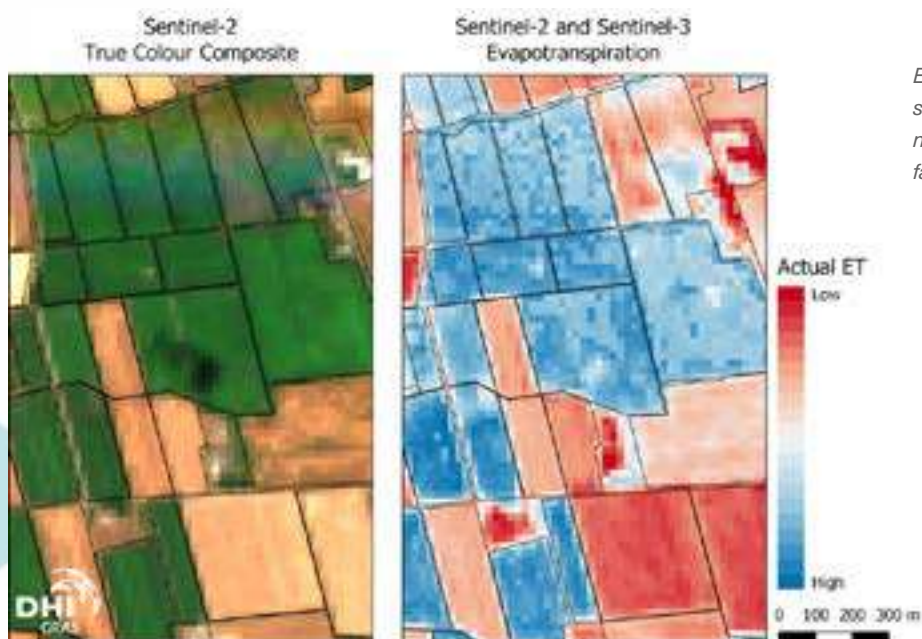 Sentinel-2
True Colour Composite
Sentinel-2 and Sentinel-3
Evapotranspiration
Actual ET
Low
High
0 100 200 300 m
DHI
GRAS